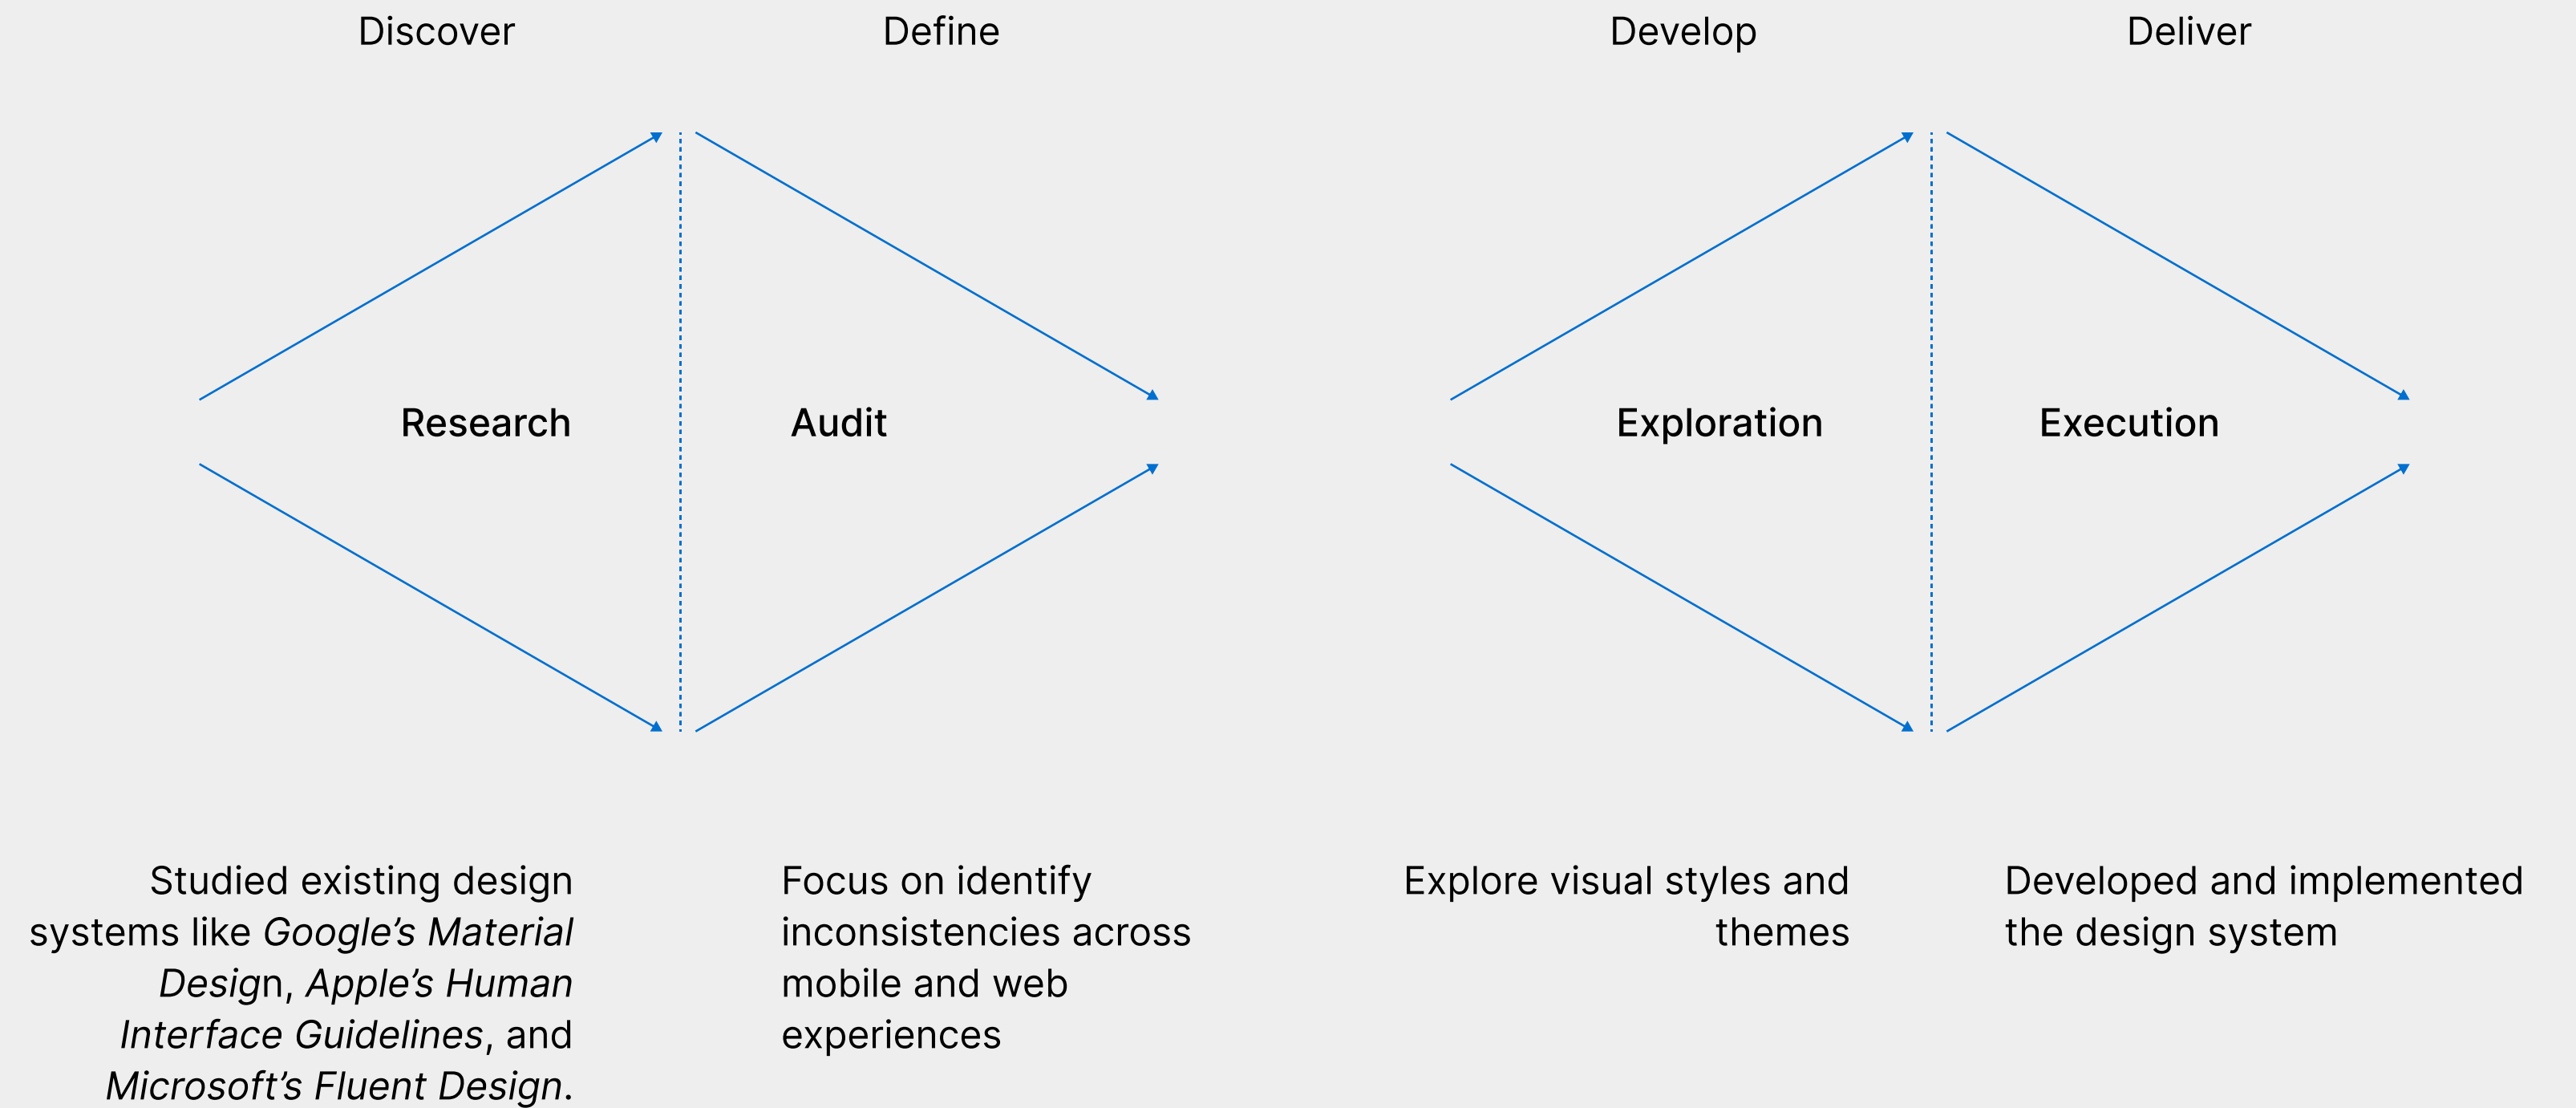 Discover
Define
Develop
Deliver
Research
Audit
Exploration
Execution
Studied existing design
systems like Google’s Material
Design, Apple’s Human
Interface Guidelines, and
Microsoft’s Fluent Design.
Focus on identify
inconsistencies across
mobile and web
experiences
Explore visual styles and
themes
Developed and implemented
the design system